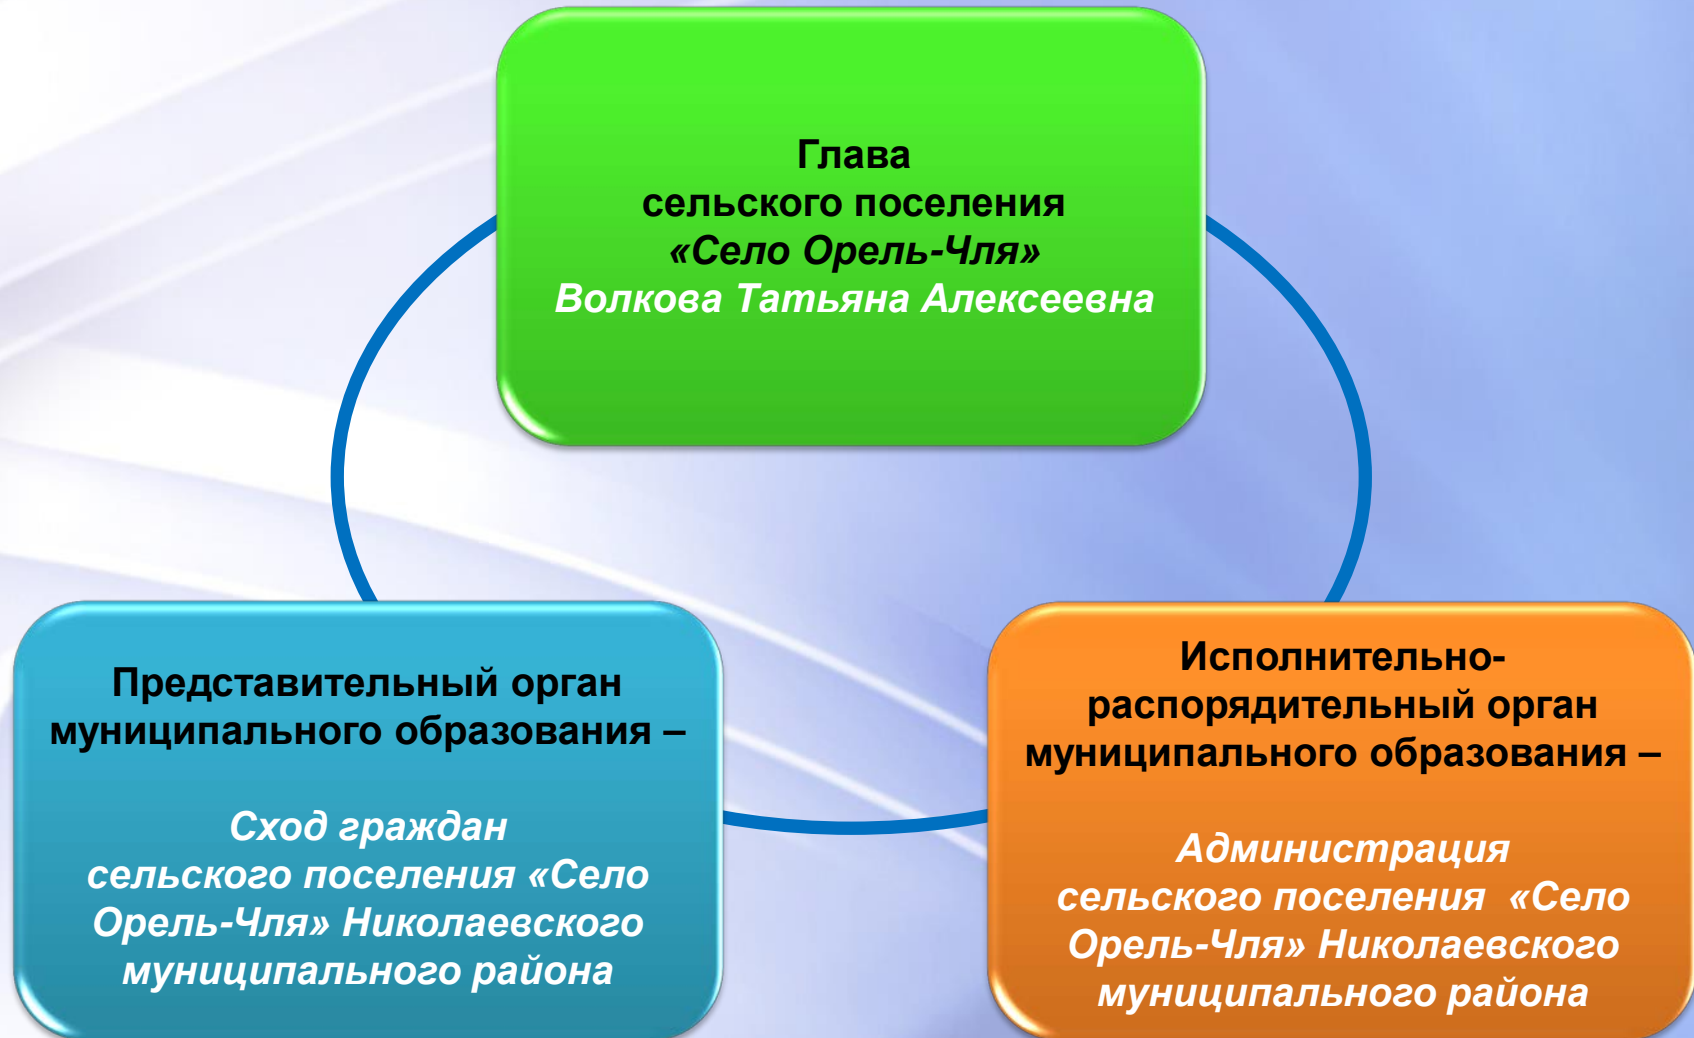 Глава
сельского поселения
«Село Орель-Чля»
Волкова Татьяна Алексеевна
Представительный орган
муниципального образования –
Сход граждан
сельского поселения «Село
Орель-Чля» Николаевского
муниципального района
Исполнительно-
распорядительный орган
муниципального образования –
Администрация
сельского поселения «Село
Орель-Чля» Николаевского
муниципального района